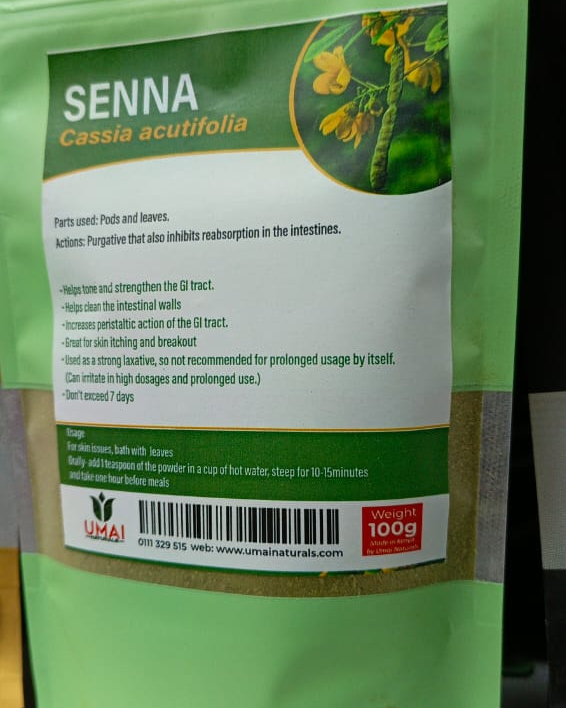 SENNA
Cassia acutifolia
Parts used: Pods and leaves.
Actions: Purgative that also inhibits reabsorption in the intestines.
-Helps tone and strengthen the GI tract.
-Helps clean the intestinal walls
-Increases peristaltic action of the GI tract.
-Great for skin itching and breakout
-Used as a strong laxative, so not recommended for prolonged usage by itself.
(Can irritate in high dosages and prolonged use.)
-Don't exceed 7 days
Usage
For skin issues, bath with leaves
Orally- add 1 teaspoon of the powder in a cup of hot water, steep for 10-15minutes
and take one hour before meals
UMAI
0111 329 515 web: www.umainaturals.com
Weight
100g
Made in Kenya
by Umai Naturals